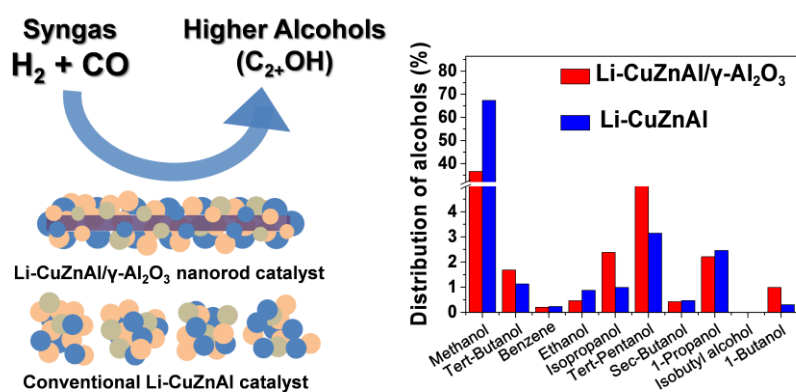 Syngas
H₂ + CO
Higher Alcohols
(C₂₊OH)
Li-CuZnAl/γ-Al₂O₃ nanorod catalyst
Conventional Li-CuZnAl catalyst
Distribution of alcohols (%)
80
70
60
50
40
4
3
2
1
0
Li-CuZnAl/γ-Al₂O₃
Li-CuZnAl
Methanol
Tert-Butanol
Benzene
Ethanol
Isopropanol
Tert-Pentanol
Sec-Butanol
1-Propanol
Isobutyl alcohol
1-Butanol